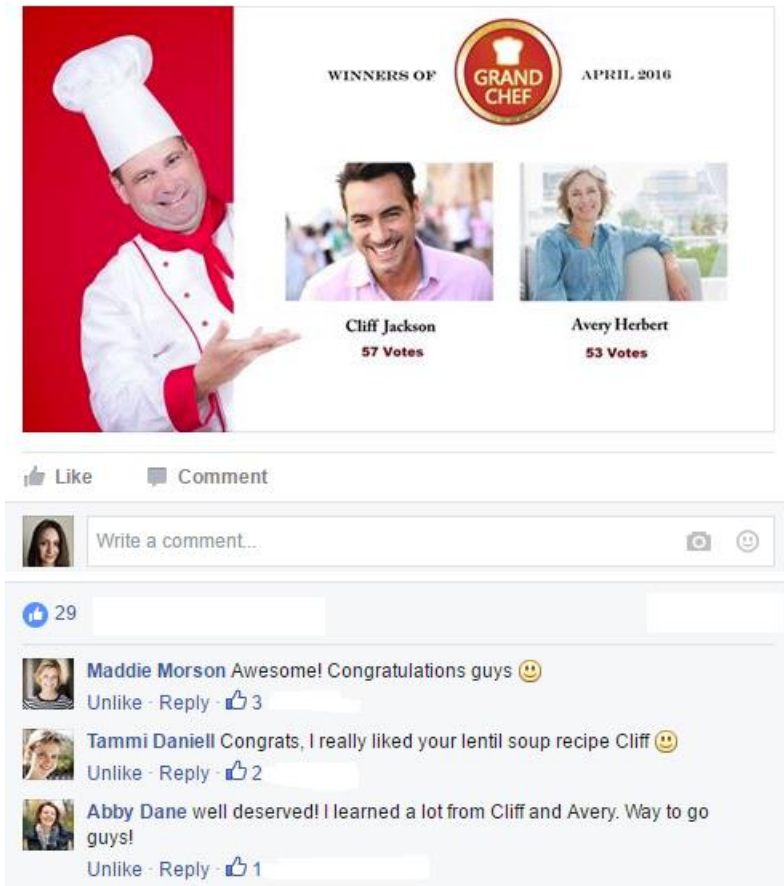 WINNERS OF
GRAND
CHEF
APRIL 2016
Cliff Jackson
57 Votes
Avery Herbert
53 Votes
Like
Comment
Write a comment...
29
Maddie Morson Awesome! Congratulations guys 🙂
Unlike · Reply · 3
Tammi Daniell Congrats, I really liked your lentil soup recipe Cliff 🙂
Unlike · Reply · 2
Abby Dane well deserved! I learned a lot from Cliff and Avery. Way to go
guys!
Unlike · Reply · 1